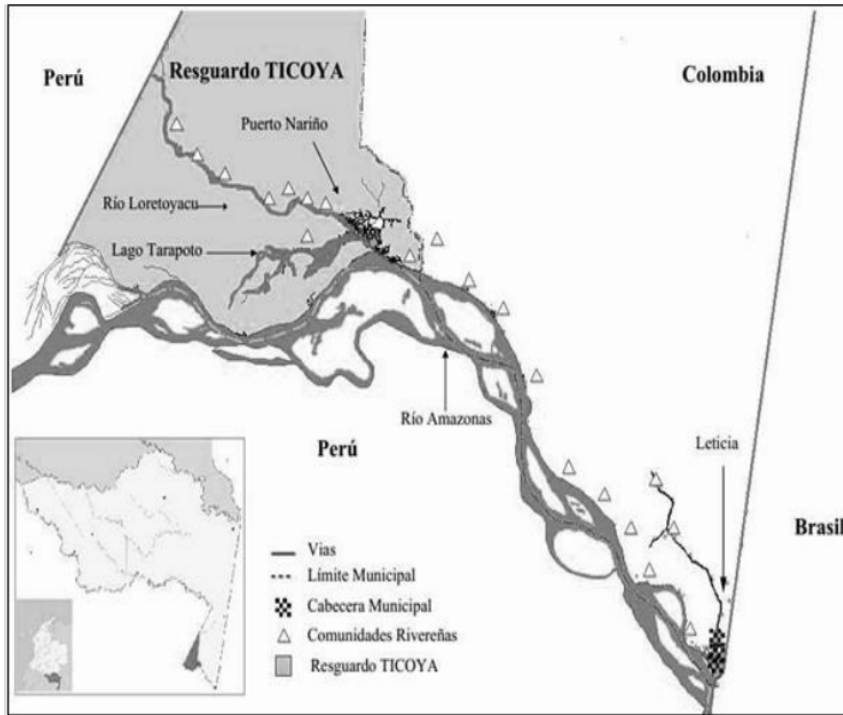 Perú
Resguardo TICOYA
Colombia
Puerto Nariño
Río Loretoyacu
Lago Tarapoto
Río Amazonas
Perú
Leticia
Brasil
Vias
Límite Municipal
Cabecera Municipal
Comunidades Rivereñas
Resguardo TICOYA